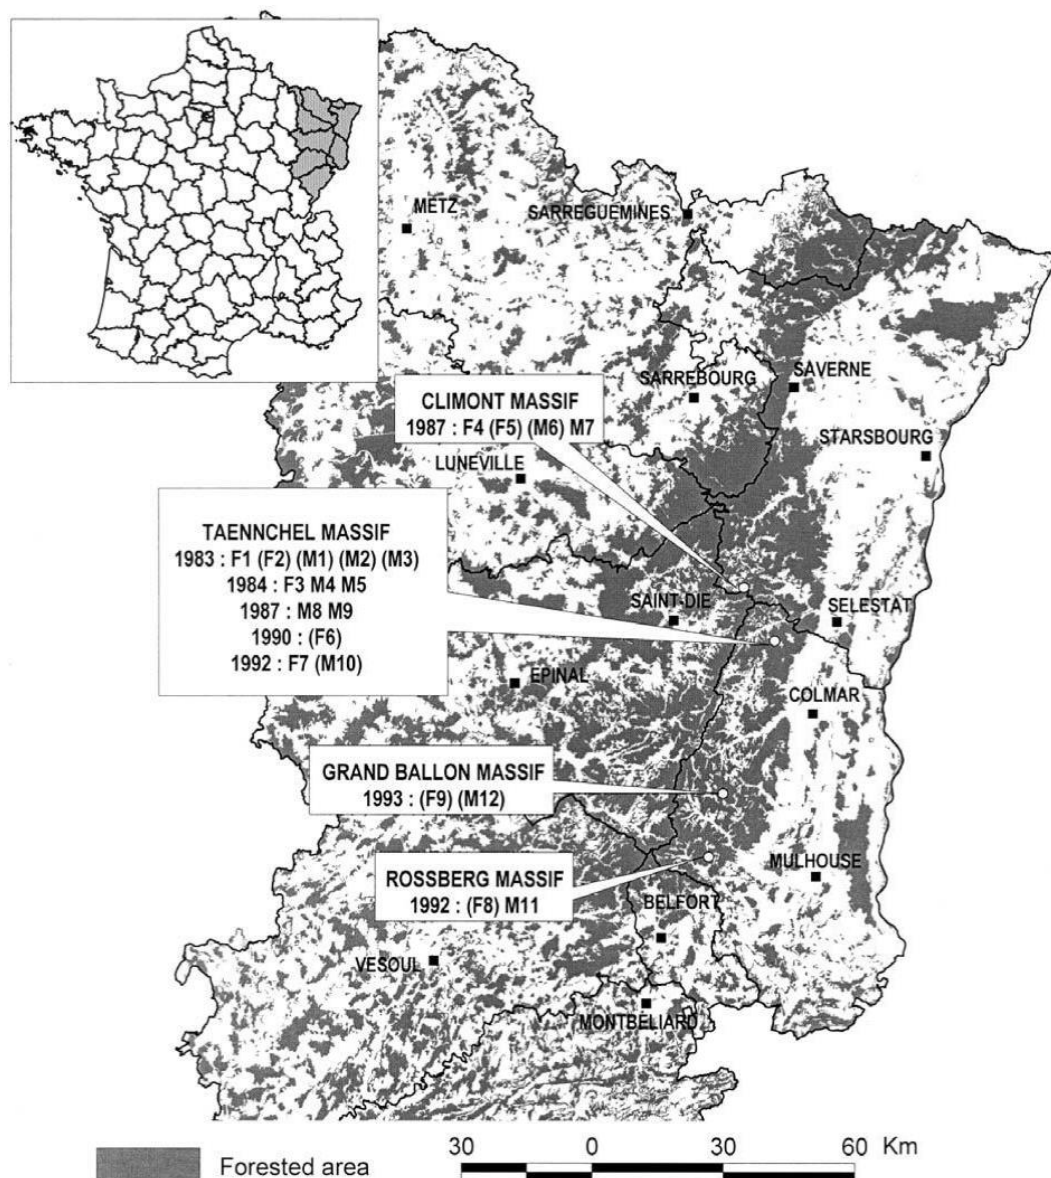 METZ
SARREGUEMINES
SARREBOURG
SAVERNE
CLIMONT MASSIF
1987 : F4 (F5) (M6) M7
STARSBOURG
LUNEVILLE
TAENNCHEL MASSIF
1983 : F1 (F2) (M1) (M2) (M3)
1984 : F3 M4 M5
1987 : M8 M9
1990 : (F6)
1992 : F7 (M10)
SAINT-DIE
SELESTAT
EPINAL
COLMAR
GRAND BALLON MASSIF
1993 : (F9) (M12)
MULHOUSE
ROSSBERG MASSIF
1992 : (F8) M11
BELFORT
VESOUL
MONTBELIARD
Forested area
30 0 30 60 Km